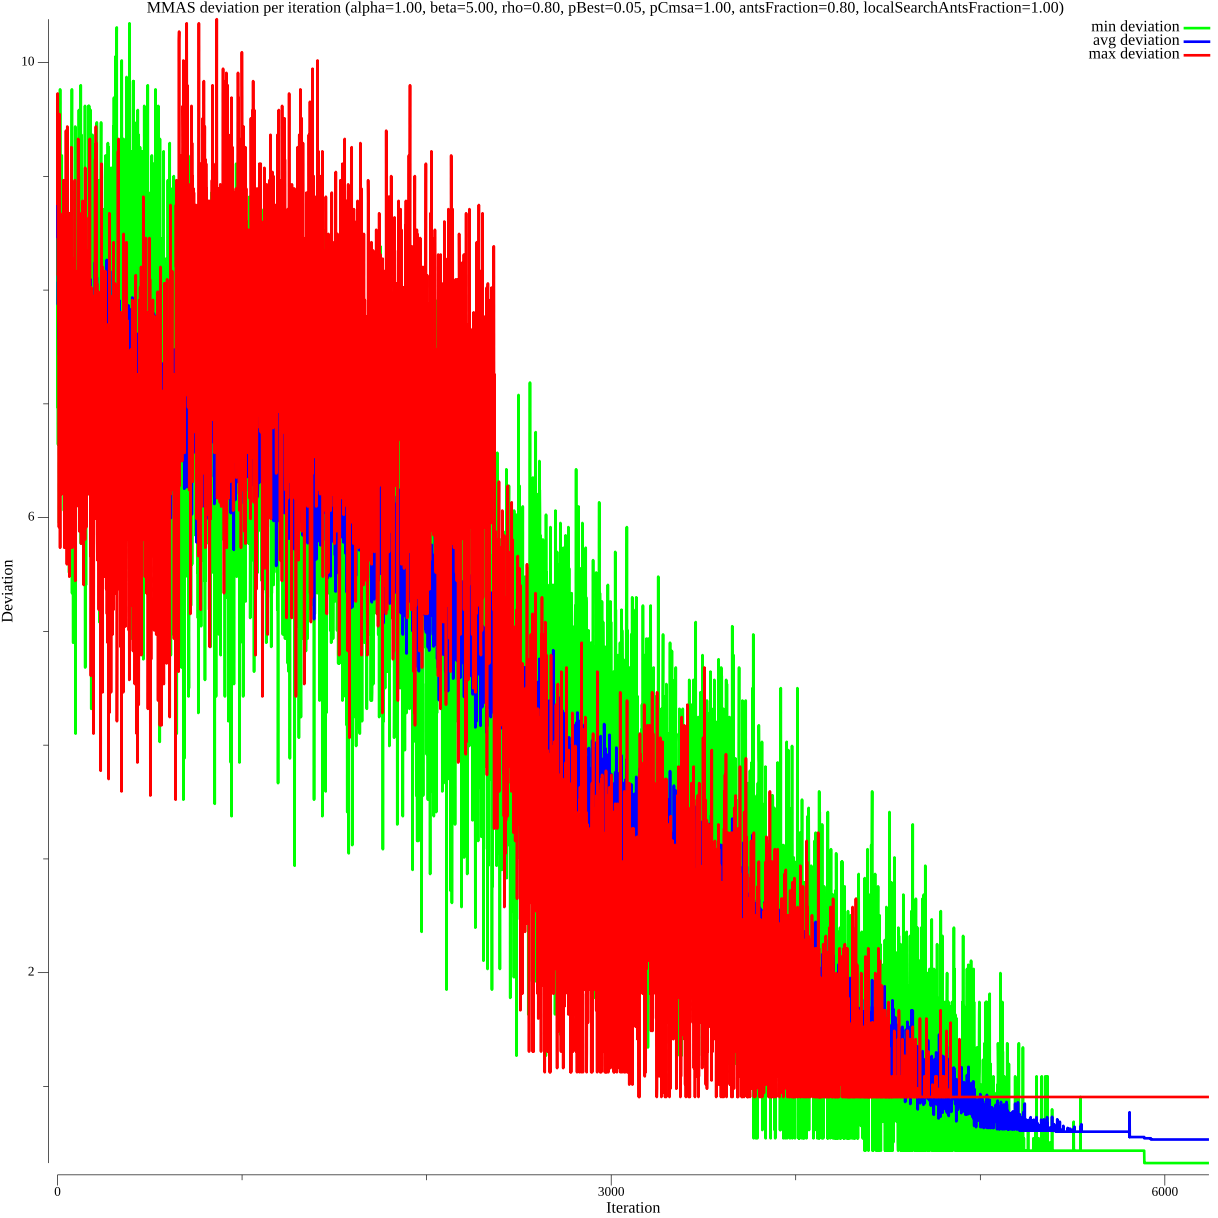 MMAS deviation per iteration (alpha=1.00, beta=5.00, rho=0.80, pBest=0.05, pCmsa=1.00, antsFraction=0.80, localSearchAntsFraction=1.00)
min deviation
avg deviation
max deviation
10
6
2
Deviation
0
3000
6000
Iteration